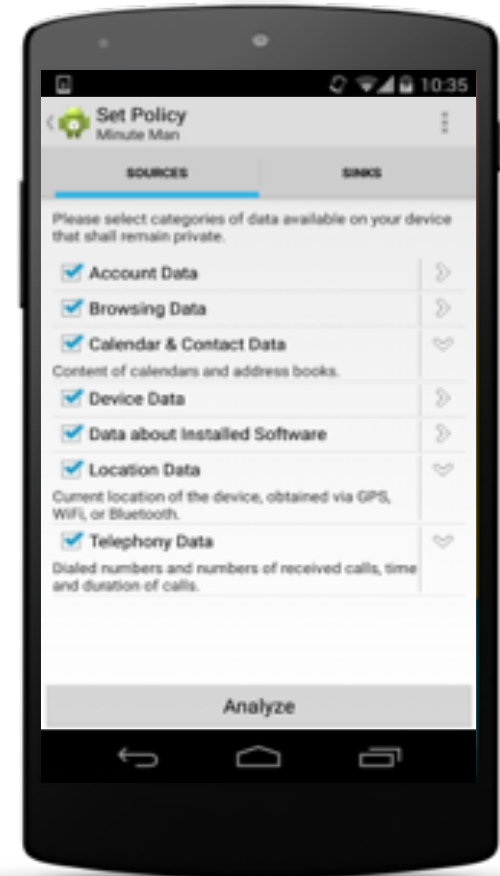 10:35
Set Policy
Minute Man
SOURCES
SINKS
Please select categories of data available on your device
that shall remain private.
Account Data
Browsing Data
Calendar & Contact Data
Content of calendars and address books.
Device Data
Data about Installed Software
Location Data
Current location of the device, obtained via GPS,
WiFi, or Bluetooth.
Telephony Data
Dialed numbers and numbers of received calls, time
and duration of calls.
Analyze